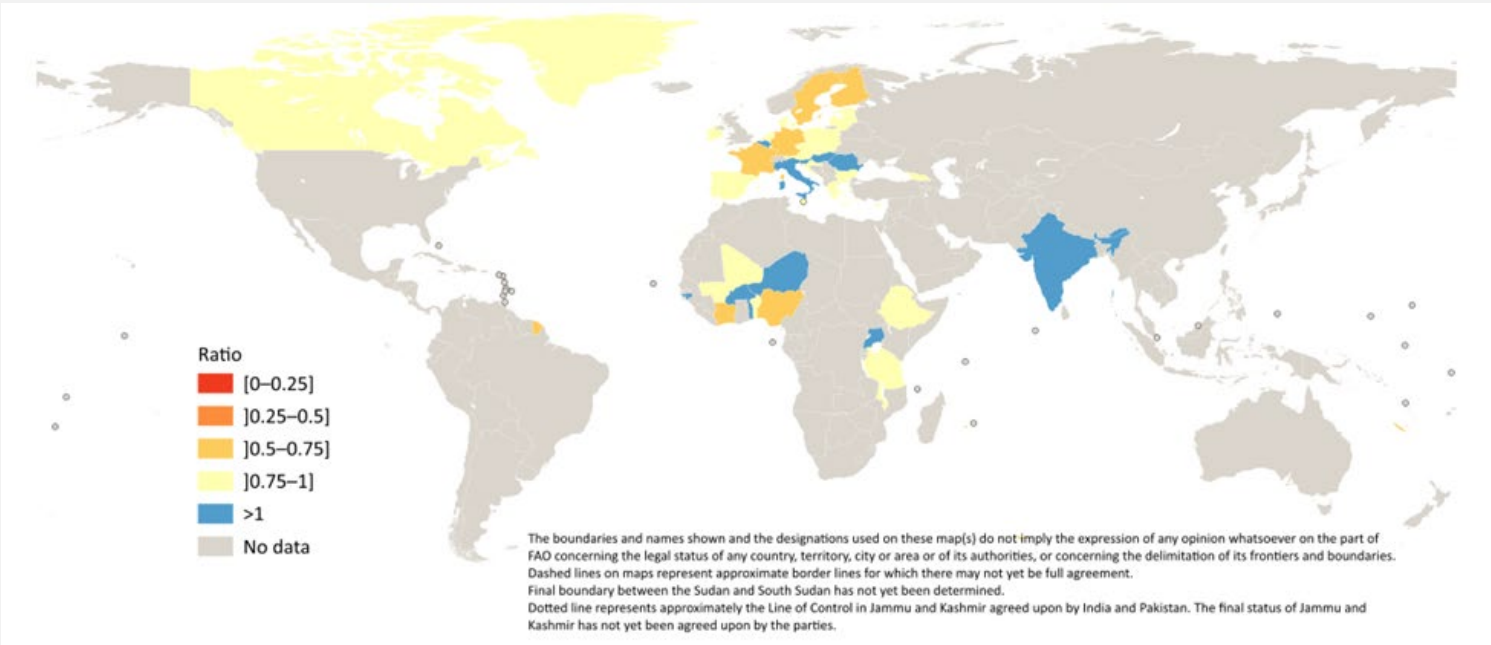 Ratio
[0–0.25]
]0.25–0.5]
]0.5–0.75]
]0.75–1]
>1
No data
The boundaries and names shown and the designations used on these map(s) do not imply the expression of any opinion whatsoever on the part of
FAO concerning the legal status of any country, territory, city or area or of its authorities, or concerning the delimitation of its frontiers and boundaries.
Dashed lines on maps represent approximate border lines for which there may not yet be full agreement.
Final boundary between the Sudan and South Sudan has not yet been determined.
Dotted line represents approximately the Line of Control in Jammu and Kashmir agreed upon by India and Pakistan. The final status of Jammu and
Kashmir has not yet been agreed upon by the parties.